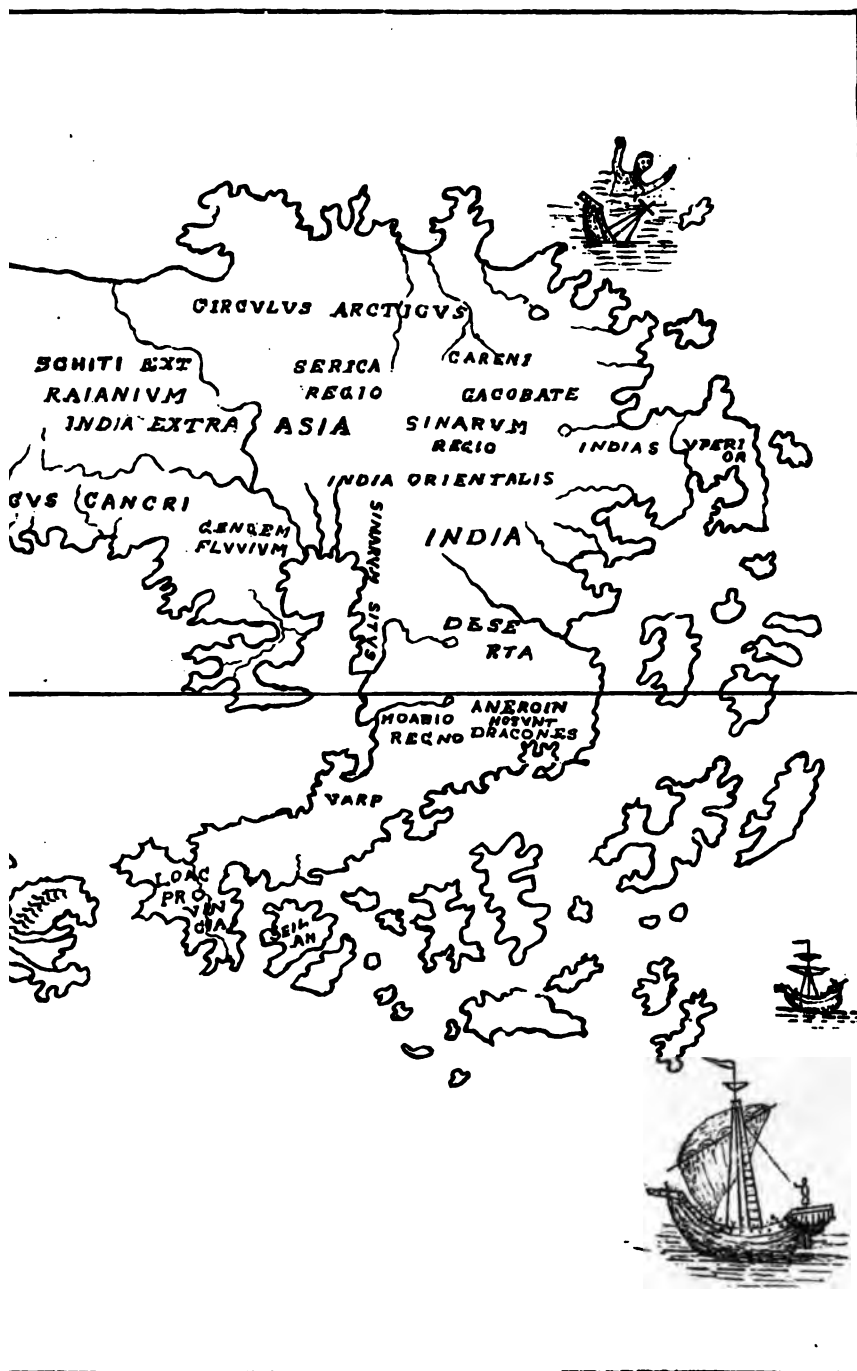 CIRCVLVS ARCTICVS
SCHITI EXT
RAIANIVM
INDIA EXTRA
SERICA
REGIO
CARENI
GACOBATE
ASIA
SINARVM
REGIO
INDIA S
VPERI
OR
INDIA ORIENTALIS
CVS CANCRI
GENGEM
FLVVIVM
SINARVM SITVS
INDIA
DESE
RTA
MOABIO
REGNO
ANEROIN
NOSVNT
DRACONES
VARP
LOAC
PRO
VIN
CIA
SEIL
AN